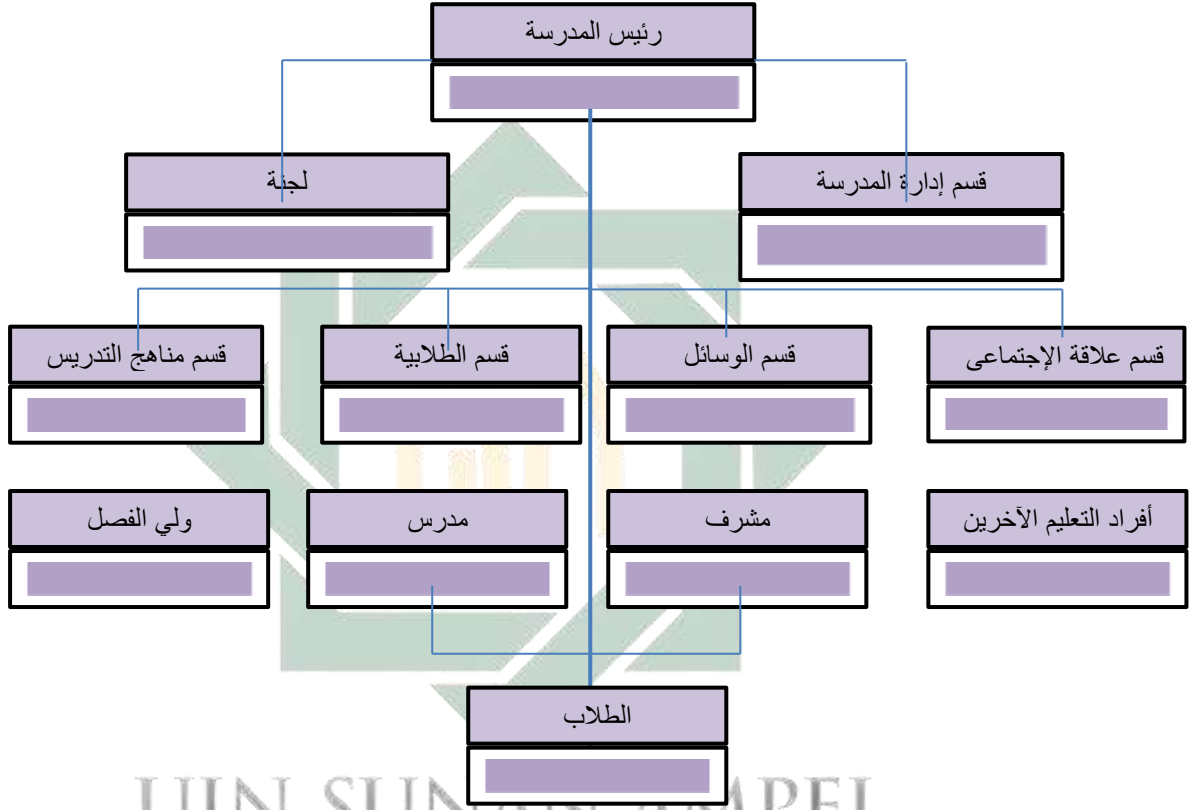 رئيس المدرسة
قسم إدارة المدرسة
لجنة
قسم علاقة الإجتماعى
قسم الوسائل
قسم الطلابية
قسم مناهج التدريس
أفراد التعليم الآخرين
مشرف
مدرس
ولي الفصل
الطلاب
UIN SUNAN AMPEL